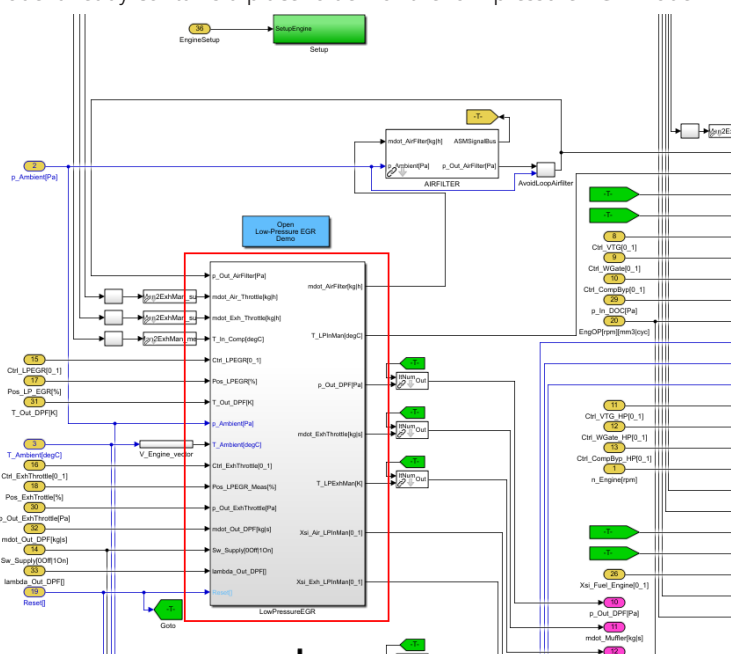 36
EngineSetup
SetupEngine
Setup
-T-
mdot_AirFilter[kg|h]
ASMSignalBus
p_Ambient[Pa]
p_Out_AirFilter[Pa]
AIRFILTER
AvoidLoopAirfilter
2
p_Ambient[Pa]
Open
Low-Pressure EGR
Demo
-T-
-T-
8
Ctrl_VTG[0_1]
9
Ctrl_WGate[0_1]
10
Ctrl_CompByp[0_1]
29
p_In_DOC[Pa]
20
EngOP[rpm][mm3|cyc]
p_Out_AirFilter[Pa]
mdot_Air_Throttle[kg|h]
mdot_Exh_Throttle[kg|h]
T_In_Comp[degC]
Ctrl_LPEGR[0_1]
Pos_LPEGR[%]
T_Out_DPF[K]
p_Ambient[Pa]
T_Ambient[degC]
Ctrl_ExhThrottle[0_1]
Pos_LPEGR_Meas[%]
p_Out_ExhThrottle[Pa]
mdot_Out_DPF[kg|s]
Sw_Supply[0Off|1On]
lambda_Out_DPF[]
Reset[]
mdot_AirFilter[kg|h]
T_LPInMan[degC]
p_Out_DPF[Pa]
mdot_ExhThrottle[kg|s]
T_LPExhMan[K]
Xsi_Air_LPInMan[0_1]
Xsi_Exh_LPInMan[0_1]
LowPressureEGR
15
Ctrl_LPEGR[0_1]
17
Pos_LP_EGR[%]
31
T_Out_DPF[K]
3
T_Ambient[degC]
V_Engine_vector
16
Ctrl_ExhThrottle[0_1]
18
Pos_ExhThrottle[%]
30
p_Out_ExhThrottle[Pa]
32
mdot_Out_DPF[kg|s]
14
Sw_Supply[0Off|1On]
33
lambda_Out_DPF[]
19
Reset[]
-T-
Goto
-T-
Out
-T-
Out
-T-
Out
11
Ctrl_VTG_HP[0_1]
12
Ctrl_WGate_HP[0_1]
13
Ctrl_CompByp_HP[0_1]
1
n_Engine[rpm]
-T-
-T-
26
Xsi_Fuel_Engine[0_1]
10
p_Out_DPF[Pa]
11
mdot_Muffler[kg|s]
12
-T-